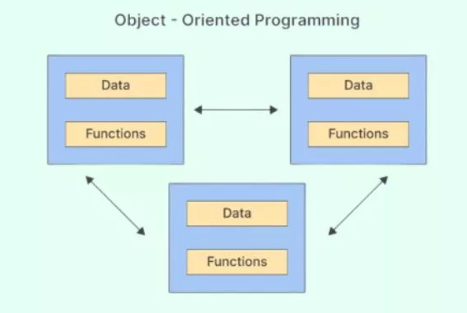 Object - Oriented Programming
Data
Functions
Data
Functions
Data
Functions